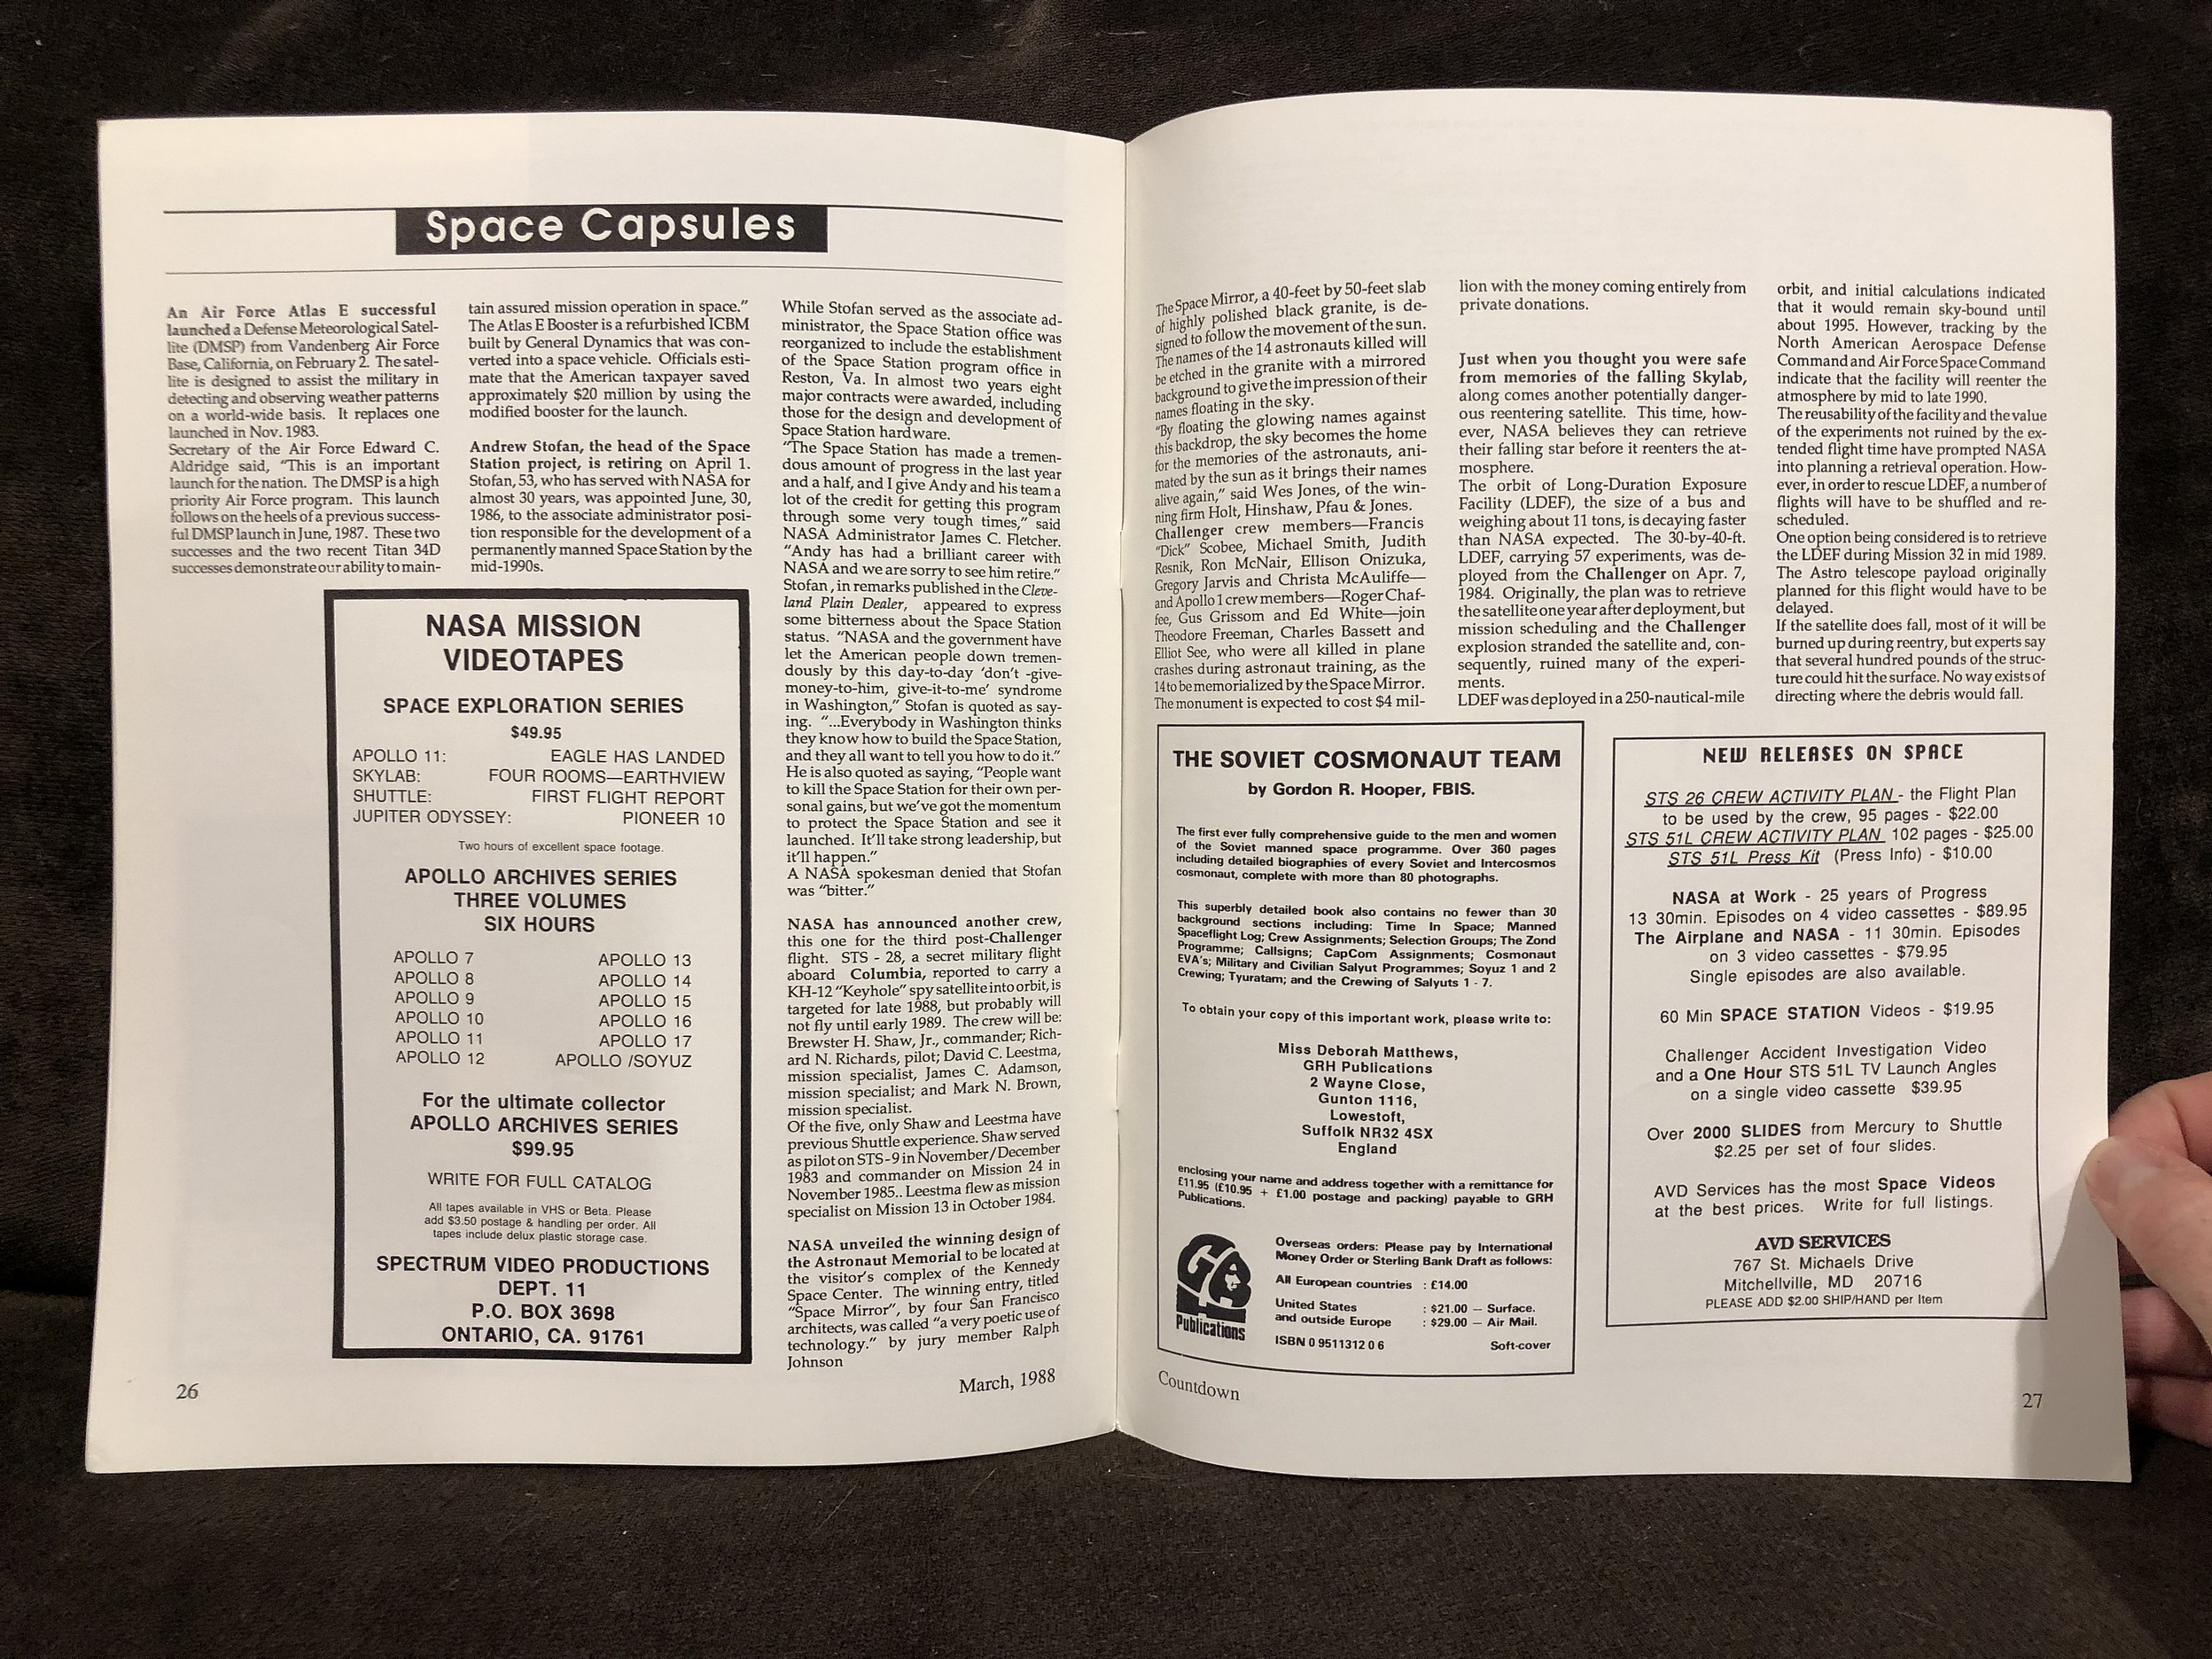 Space Capsules
An Air Force Atlas E successful
launched a Defense Meteorological Satel-
lite (DMSP) from Vandenberg Air Force
Base, California, on February 2. The satel-
lite is designed to assist the military in
detecting and observing weather patterns
on a world-wide basis. It replaces one
launched in Nov. 1983.
Secretary of the Air Force Edward C.
Aldridge said, "This is an important
launch for the nation. The DMSP is a high
priority Air Force program. This launch
follows on the heels of a previous success-
ful DMSP launch in June, 1987. These two
successes and the two recent Titan 34D
successes demonstrate our ability to main-
tain assured mission operation in space."
The Atlas E Booster is a refurbished ICBM
built by General Dynamics that was con-
verted into a space vehicle. Officials esti-
mate that the American taxpayer saved
approximately $20 million by using the
modified booster for the launch.
Andrew Stofan, the head of the Space
Station project, is retiring on April 1.
Stofan, 53, who has served with NASA for
almost 30 years, was appointed June, 30,
1986, to the associate administrator posi-
tion responsible for the development of a
permanently manned Space Station by the
mid-1990s.
NASA MISSION
VIDEOTAPES
SPACE EXPLORATION SERIES
$49.95
APOLLO 11: EAGLE HAS LANDED
SKYLAB: FOUR ROOMS—EARTHVIEW
SHUTTLE: FIRST FLIGHT REPORT
JUPITER ODYSSEY: PIONEER 10
Two hours of excellent space footage.
APOLLO ARCHIVES SERIES
THREE VOLUMES
SIX HOURS
APOLLO 7 APOLLO 13
APOLLO 8 APOLLO 14
APOLLO 9 APOLLO 15
APOLLO 10 APOLLO 16
APOLLO 11 APOLLO 17
APOLLO 12 APOLLO /SOYUZ
For the ultimate collector
APOLLO ARCHIVES SERIES
$99.95
WRITE FOR FULL CATALOG
All tapes available in VHS or Beta. Please
add $3.50 postage & handling per order. All
tapes include delux plastic storage case.
SPECTRUM VIDEO PRODUCTIONS
DEPT. 11
P.O. BOX 3698
ONTARIO, CA. 91761
While Stofan served as the associate ad-
ministrator, the Space Station office was
reorganized to include the establishment
of the Space Station program office in
Reston, Va. In almost two years eight
major contracts were awarded, including
those for the design and development of
Space Station hardware.
"The Space Station has made a tremen-
dous amount of progress in the last year
and a half, and I give Andy and his team a
lot of the credit for getting this program
through some very tough times," said
NASA Administrator James C. Fletcher.
"Andy has had a brilliant career with
NASA and we are sorry to see him retire."
Stofan, in remarks published in the Cleve-
land Plain Dealer, appeared to express
some bitterness about the Space Station
status. "NASA and the government have
let the American people down tremen-
dously by this day-to-day 'don't -give-
money-to-him, give-it-to-me' syndrome
in Washington," Stofan is quoted as say-
ing. "...Everybody in Washington thinks
they know how to build the Space Station,
and they all want to tell you how to do it."
He is also quoted as saying, "People want
to kill the Space Station for their own per-
sonal gains, but we've got the momentum
to protect the Space Station and see it
launched. It'll take strong leadership, but
it'll happen."
A NASA spokesman denied that Stofan
was "bitter."
NASA has announced another crew,
this one for the third post-Challenger
flight. STS - 28, a secret military flight
aboard Columbia, reported to carry a
KH-12 "Keyhole" spy satellite into orbit, is
targeted for late 1988, but probably will
not fly until early 1989. The crew will be:
Brewster H. Shaw, Jr., commander; Rich-
ard N. Richards, pilot; David C. Leestma,
mission specialist, James C. Adamson,
mission specialist; and Mark N. Brown,
mission specialist.
Of the five, only Shaw and Leestma have
previous Shuttle experience. Shaw served
as pilot on STS-9 in November/December
1983 and commander on Mission 24 in
November 1985.. Leestma flew as mission
specialist on Mission 13 in October 1984.
NASA unveiled the winning design of
the Astronaut Memorial to be located at
the visitor's complex of the Kennedy
Space Center. The winning entry, titled
"Space Mirror", by four San Francisco
architects, was called "a very poetic use of
technology." by jury member Ralph
Johnson
26
March, 1988
The Space Mirror, a 40-feet by 50-feet slab
of highly polished black granite, is de-
signed to follow the movement of the sun.
The names of the 14 astronauts killed will
be etched in the granite with a mirrored
background to give the impression of their
names floating in the sky.
"By floating the glowing names against
this backdrop, the sky becomes the home
for the memories of the astronauts, ani-
mated by the sun as it brings their names
alive again," said Wes Jones, of the win-
ning firm Holt, Hinshaw, Pfau & Jones.
Challenger crew members—Francis
"Dick" Scobee, Michael Smith, Judith
Resnik, Ron McNair, Ellison Onizuka,
Gregory Jarvis and Christa McAuliffe—
and Apollo 1 crew members—Roger Chaf-
fee, Gus Grissom and Ed White—join
Theodore Freeman, Charles Bassett and
Elliot See, who were all killed in plane
crashes during astronaut training, as the
14 to be memorialized by the Space Mirror.
The monument is expected to cost $4 mil-
lion with the money coming entirely from
private donations.
Just when you thought you were safe
from memories of the falling Skylab,
along comes another potentially danger-
ous reentering satellite. This time, how-
ever, NASA believes they can retrieve
their falling star before it reenters the at-
mosphere.
The orbit of Long-Duration Exposure
Facility (LDEF), the size of a bus and
weighing about 11 tons, is decaying faster
than NASA expected. The 30-by-40-ft.
LDEF, carrying 57 experiments, was de-
ployed from the Challenger on Apr. 7,
1984. Originally, the plan was to retrieve
the satellite one year after deployment, but
mission scheduling and the Challenger
explosion stranded the satellite and, con-
sequently, ruined many of the experi-
ments.
LDEF was deployed in a 250-nautical-mile
orbit, and initial calculations indicated
that it would remain sky-bound until
about 1995. However, tracking by the
North American Aerospace Defense
Command and Air Force Space Command
indicate that the facility will reenter the
atmosphere by mid to late 1990.
The reusability of the facility and the value
of the experiments not ruined by the ex-
tended flight time have prompted NASA
into planning a retrieval operation. How-
ever, in order to rescue LDEF, a number of
flights will have to be shuffled and re-
scheduled.
One option being considered is to retrieve
the LDEF during Mission 32 in mid 1989.
The Astro telescope payload originally
planned for this flight would have to be
delayed.
If the satellite does fall, most of it will be
burned up during reentry, but experts say
that several hundred pounds of the struc-
ture could hit the surface. No way exists of
directing where the debris would fall.
THE SOVIET COSMONAUT TEAM
by Gordon R. Hooper, FBIS.
The first ever fully comprehensive guide to the men and women
of the Soviet manned space programme. Over 360 pages
including detailed biographies of every Soviet and Intercosmos
cosmonaut, complete with more than 80 photographs.
This superbly detailed book also contains no fewer than 30
background sections including: Time In Space; Manned
Spaceflight Log; Crew Assignments; Selection Groups; The Zond
Programme; Callsigns; CapCom Assignments; Cosmonaut
EVA's; Military and Civilian Salyut Programmes; Soyuz 1 and 2
Crewing; Tyuratam; and the Crewing of Salyuts 1 - 7.
To obtain your copy of this important work, please write to:
Miss Deborah Matthews,
GRH Publications
2 Wayne Close,
Gunton 1116,
Lowestoft,
Suffolk NR32 4SX
England
enclosing your name and address together with a remittance for
£11.95 (£10.95 + £1.00 postage and packing) payable to GRH
Publications.
GRH
Publications
Overseas orders: Please pay by International
Money Order or Sterling Bank Draft as follows:
All European countries : £14.00
United States : $21.00 — Surface.
and outside Europe : $29.00 — Air Mail.
ISBN 0 9511312 0 6 Soft-cover
NEW RELEASES ON SPACE
STS 26 CREW ACTIVITY PLAN - the Flight Plan
to be used by the crew, 95 pages - $22.00
STS 51L CREW ACTIVITY PLAN 102 pages - $25.00
STS 51L Press Kit (Press Info) - $10.00
NASA at Work - 25 years of Progress
13 30min. Episodes on 4 video cassettes - $89.95
The Airplane and NASA - 11 30min. Episodes
on 3 video cassettes - $79.95
Single episodes are also available.
60 Min SPACE STATION Videos - $19.95
Challenger Accident Investigation Video
and a One Hour STS 51L TV Launch Angles
on a single video cassette $39.95
Over 2000 SLIDES from Mercury to Shuttle
$2.25 per set of four slides.
AVD Services has the most Space Videos
at the best prices. Write for full listings.
AVD SERVICES
767 St. Michaels Drive
Mitchellville, MD 20716
PLEASE ADD $2.00 SHIP/HAND per Item
Countdown
27